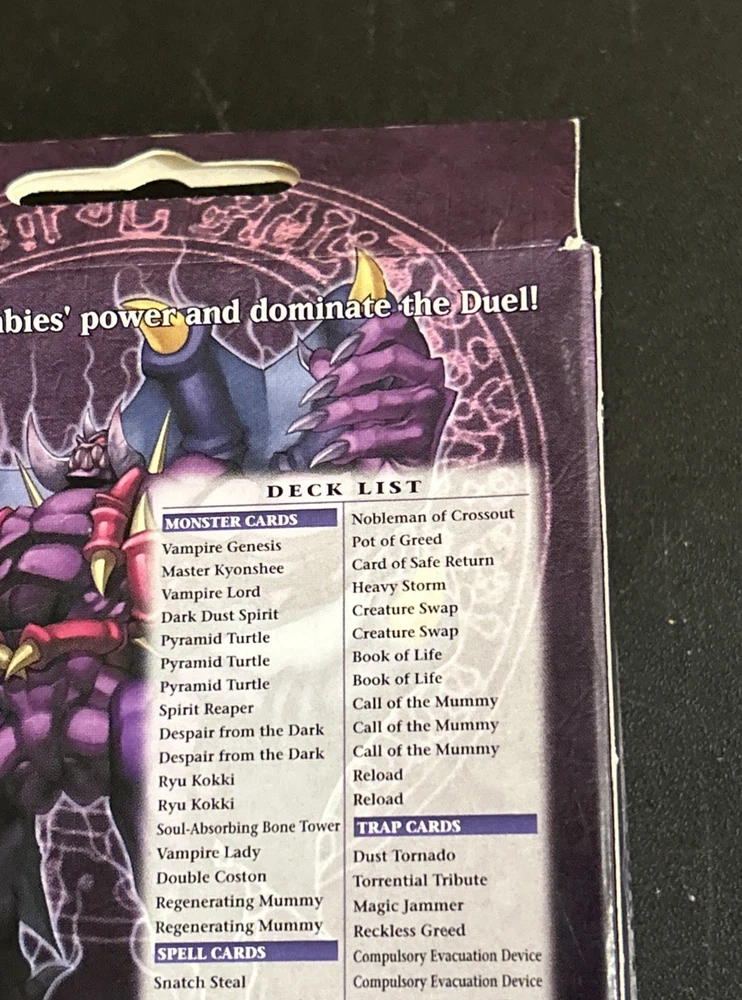 bies' power and dominate the Duel!
DECK LIST
MONSTER CARDS
Vampire Genesis
Master Kyonshee
Vampire Lord
Dark Dust Spirit
Pyramid Turtle
Pyramid Turtle
Pyramid Turtle
Spirit Reaper
Despair from the Dark
Despair from the Dark
Ryu Kokki
Ryu Kokki
Soul-Absorbing Bone Tower
Vampire Lady
Double Coston
Regenerating Mummy
Regenerating Mummy
SPELL CARDS
Snatch Steal
Nobleman of Crossout
Pot of Greed
Card of Safe Return
Heavy Storm
Creature Swap
Creature Swap
Book of Life
Book of Life
Call of the Mummy
Call of the Mummy
Call of the Mummy
Reload
Reload
TRAP CARDS
Dust Tornado
Torrential Tribute
Magic Jammer
Reckless Greed
Compulsory Evacuation Device
Compulsory Evacuation Device